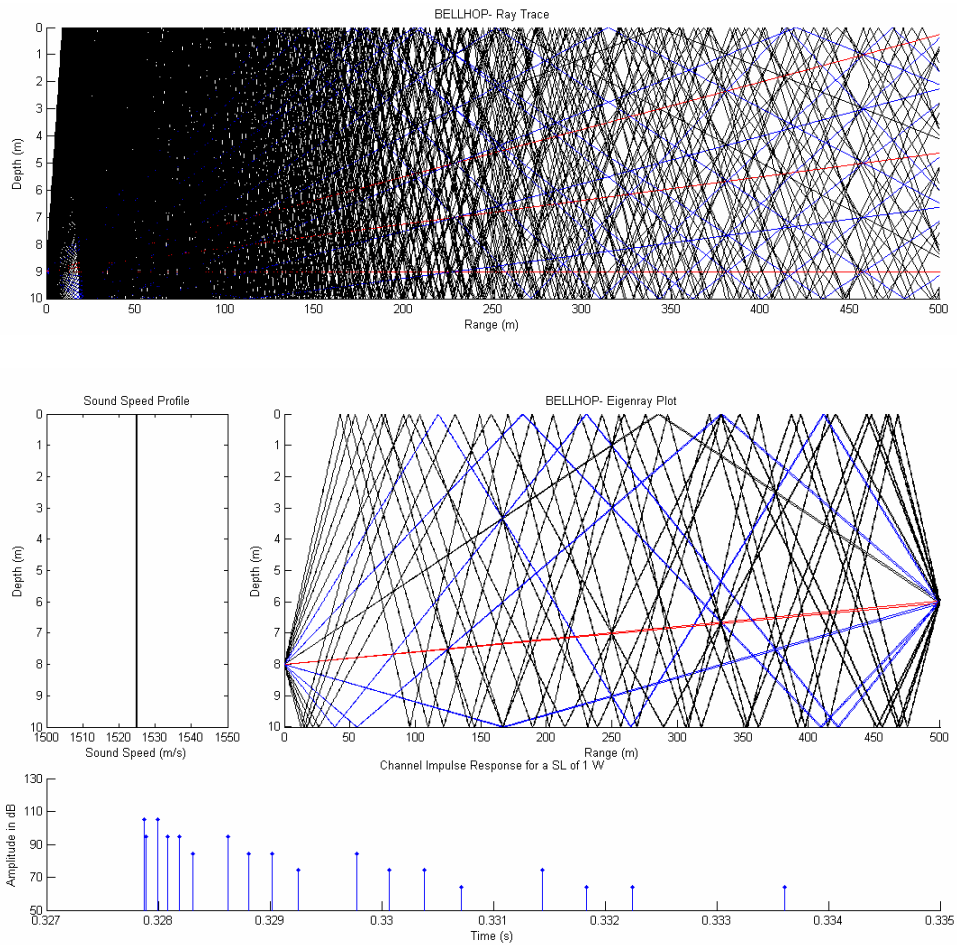 BELLHOP- Ray Trace
0
1
2
3
4
5
6
7
8
9
10
Depth (m)
0 50 100 150 200 250 300 350 400 450 500
Range (m)
Sound Speed Profile
0
1
2
3
4
5
6
7
8
9
10
Depth (m)
1500 1510 1520 1530 1540 1550
Sound Speed (m/s)
BELLHOP- Eigenray Plot
0
1
2
3
4
5
6
7
8
9
10
Depth (m)
0 50 100 150 200 250 300 350 400 450 500
Range (m)
Channel Impulse Response for a SL of 1 W
130
110
90
70
50
Amplitude in dB
0.327 0.328 0.329 0.33 0.331 0.332 0.333 0.334 0.335
Time (s)